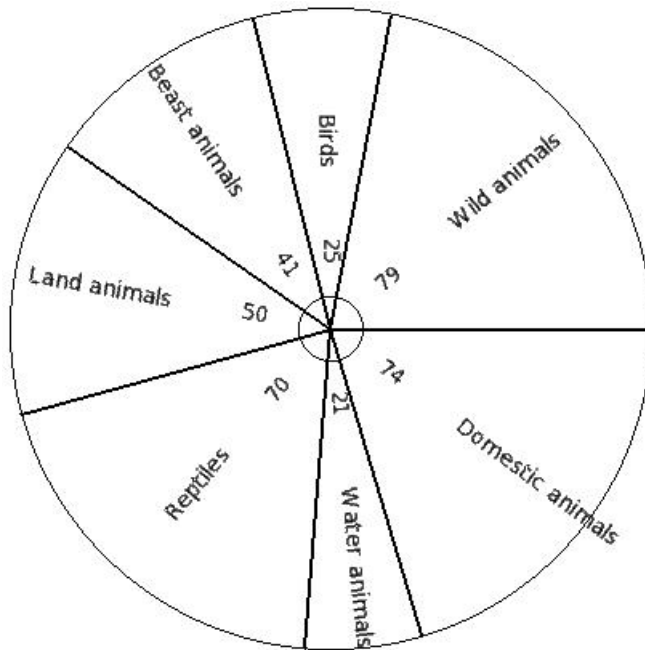 Wild animals
79
Birds
25
Beast animals
41
Land animals
50
Reptiles
70
Water animals
21
Domestic animals
74